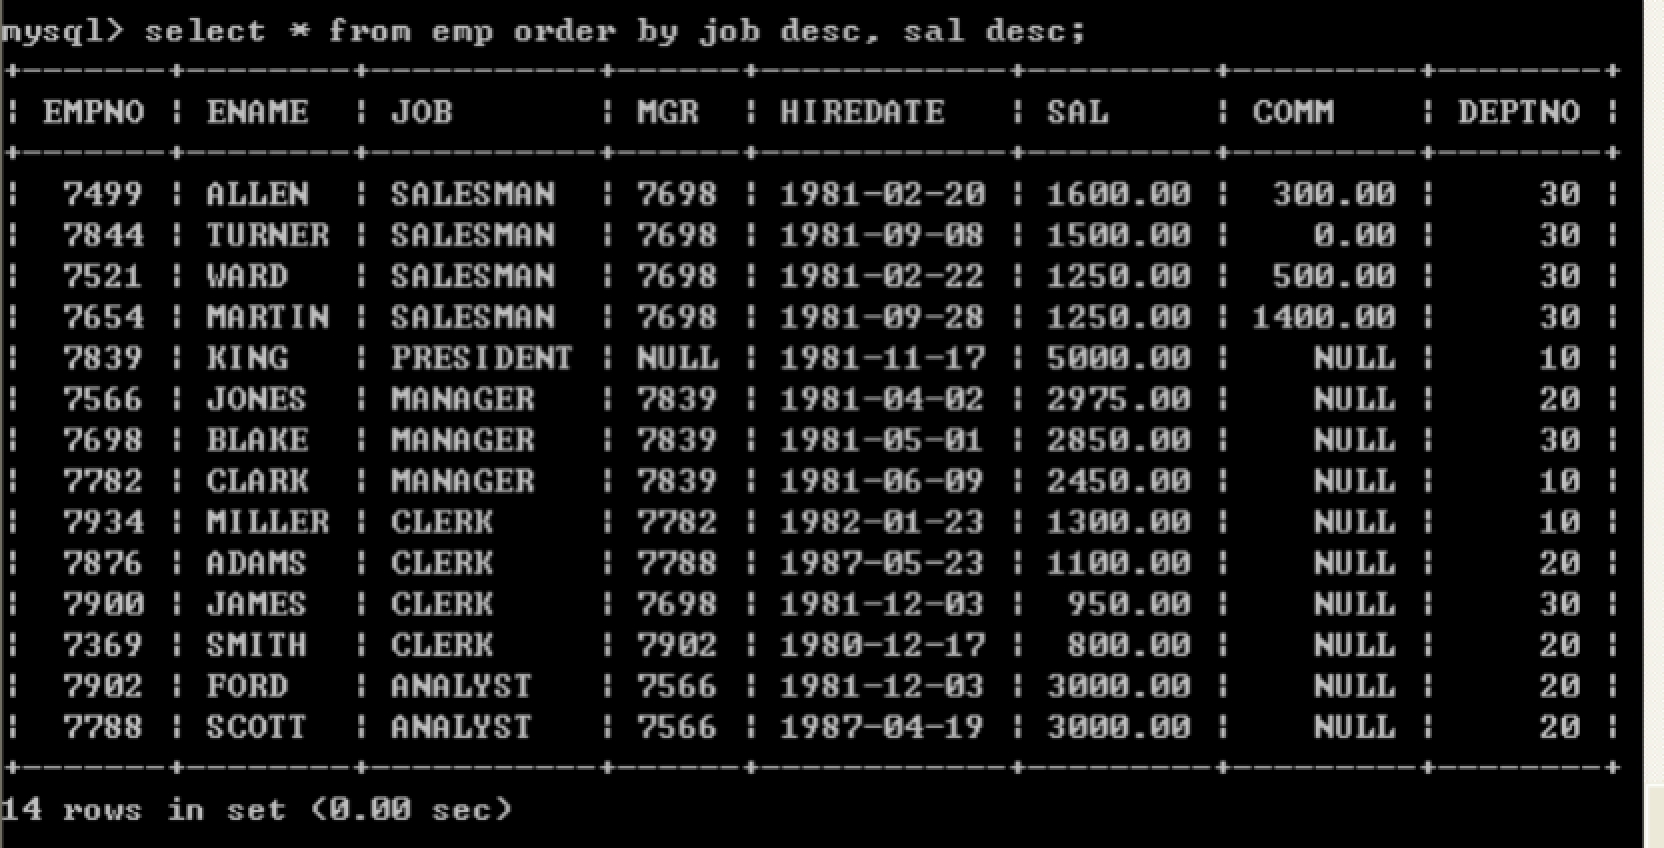 mysql> select * from emp order by job desc, sal desc;
+-------+--------+-----------+------+------------+---------+---------+--------+
¦ EMPNO ¦ ENAME  ¦ JOB       ¦ MGR  ¦ HIREDATE   ¦ SAL     ¦ COMM    ¦ DEPTNO ¦
+-------+--------+-----------+------+------------+---------+---------+--------+
¦  7499 ¦ ALLEN  ¦ SALESMAN  ¦ 7698 ¦ 1981-02-20 ¦ 1600.00 ¦  300.00 ¦     30 ¦
¦  7844 ¦ TURNER ¦ SALESMAN  ¦ 7698 ¦ 1981-09-08 ¦ 1500.00 ¦    0.00 ¦     30 ¦
¦  7521 ¦ WARD   ¦ SALESMAN  ¦ 7698 ¦ 1981-02-22 ¦ 1250.00 ¦  500.00 ¦     30 ¦
¦  7654 ¦ MARTIN ¦ SALESMAN  ¦ 7698 ¦ 1981-09-28 ¦ 1250.00 ¦ 1400.00 ¦     30 ¦
¦  7839 ¦ KING   ¦ PRESIDENT ¦ NULL ¦ 1981-11-17 ¦ 5000.00 ¦    NULL ¦     10 ¦
¦  7566 ¦ JONES  ¦ MANAGER   ¦ 7839 ¦ 1981-04-02 ¦ 2975.00 ¦    NULL ¦     20 ¦
¦  7698 ¦ BLAKE  ¦ MANAGER   ¦ 7839 ¦ 1981-05-01 ¦ 2850.00 ¦    NULL ¦     30 ¦
¦  7782 ¦ CLARK  ¦ MANAGER   ¦ 7839 ¦ 1981-06-09 ¦ 2450.00 ¦    NULL ¦     10 ¦
¦  7934 ¦ MILLER ¦ CLERK     ¦ 7782 ¦ 1982-01-23 ¦ 1300.00 ¦    NULL ¦     10 ¦
¦  7876 ¦ ADAMS  ¦ CLERK     ¦ 7788 ¦ 1987-05-23 ¦ 1100.00 ¦    NULL ¦     20 ¦
¦  7900 ¦ JAMES  ¦ CLERK     ¦ 7698 ¦ 1981-12-03 ¦  950.00 ¦    NULL ¦     30 ¦
¦  7369 ¦ SMITH  ¦ CLERK     ¦ 7902 ¦ 1980-12-17 ¦  800.00 ¦    NULL ¦     20 ¦
¦  7902 ¦ FORD   ¦ ANALYST   ¦ 7566 ¦ 1981-12-03 ¦ 3000.00 ¦    NULL ¦     20 ¦
¦  7788 ¦ SCOTT  ¦ ANALYST   ¦ 7566 ¦ 1987-04-19 ¦ 3000.00 ¦    NULL ¦     20 ¦
+-------+--------+-----------+------+------------+---------+---------+--------+
14 rows in set (0.00 sec)